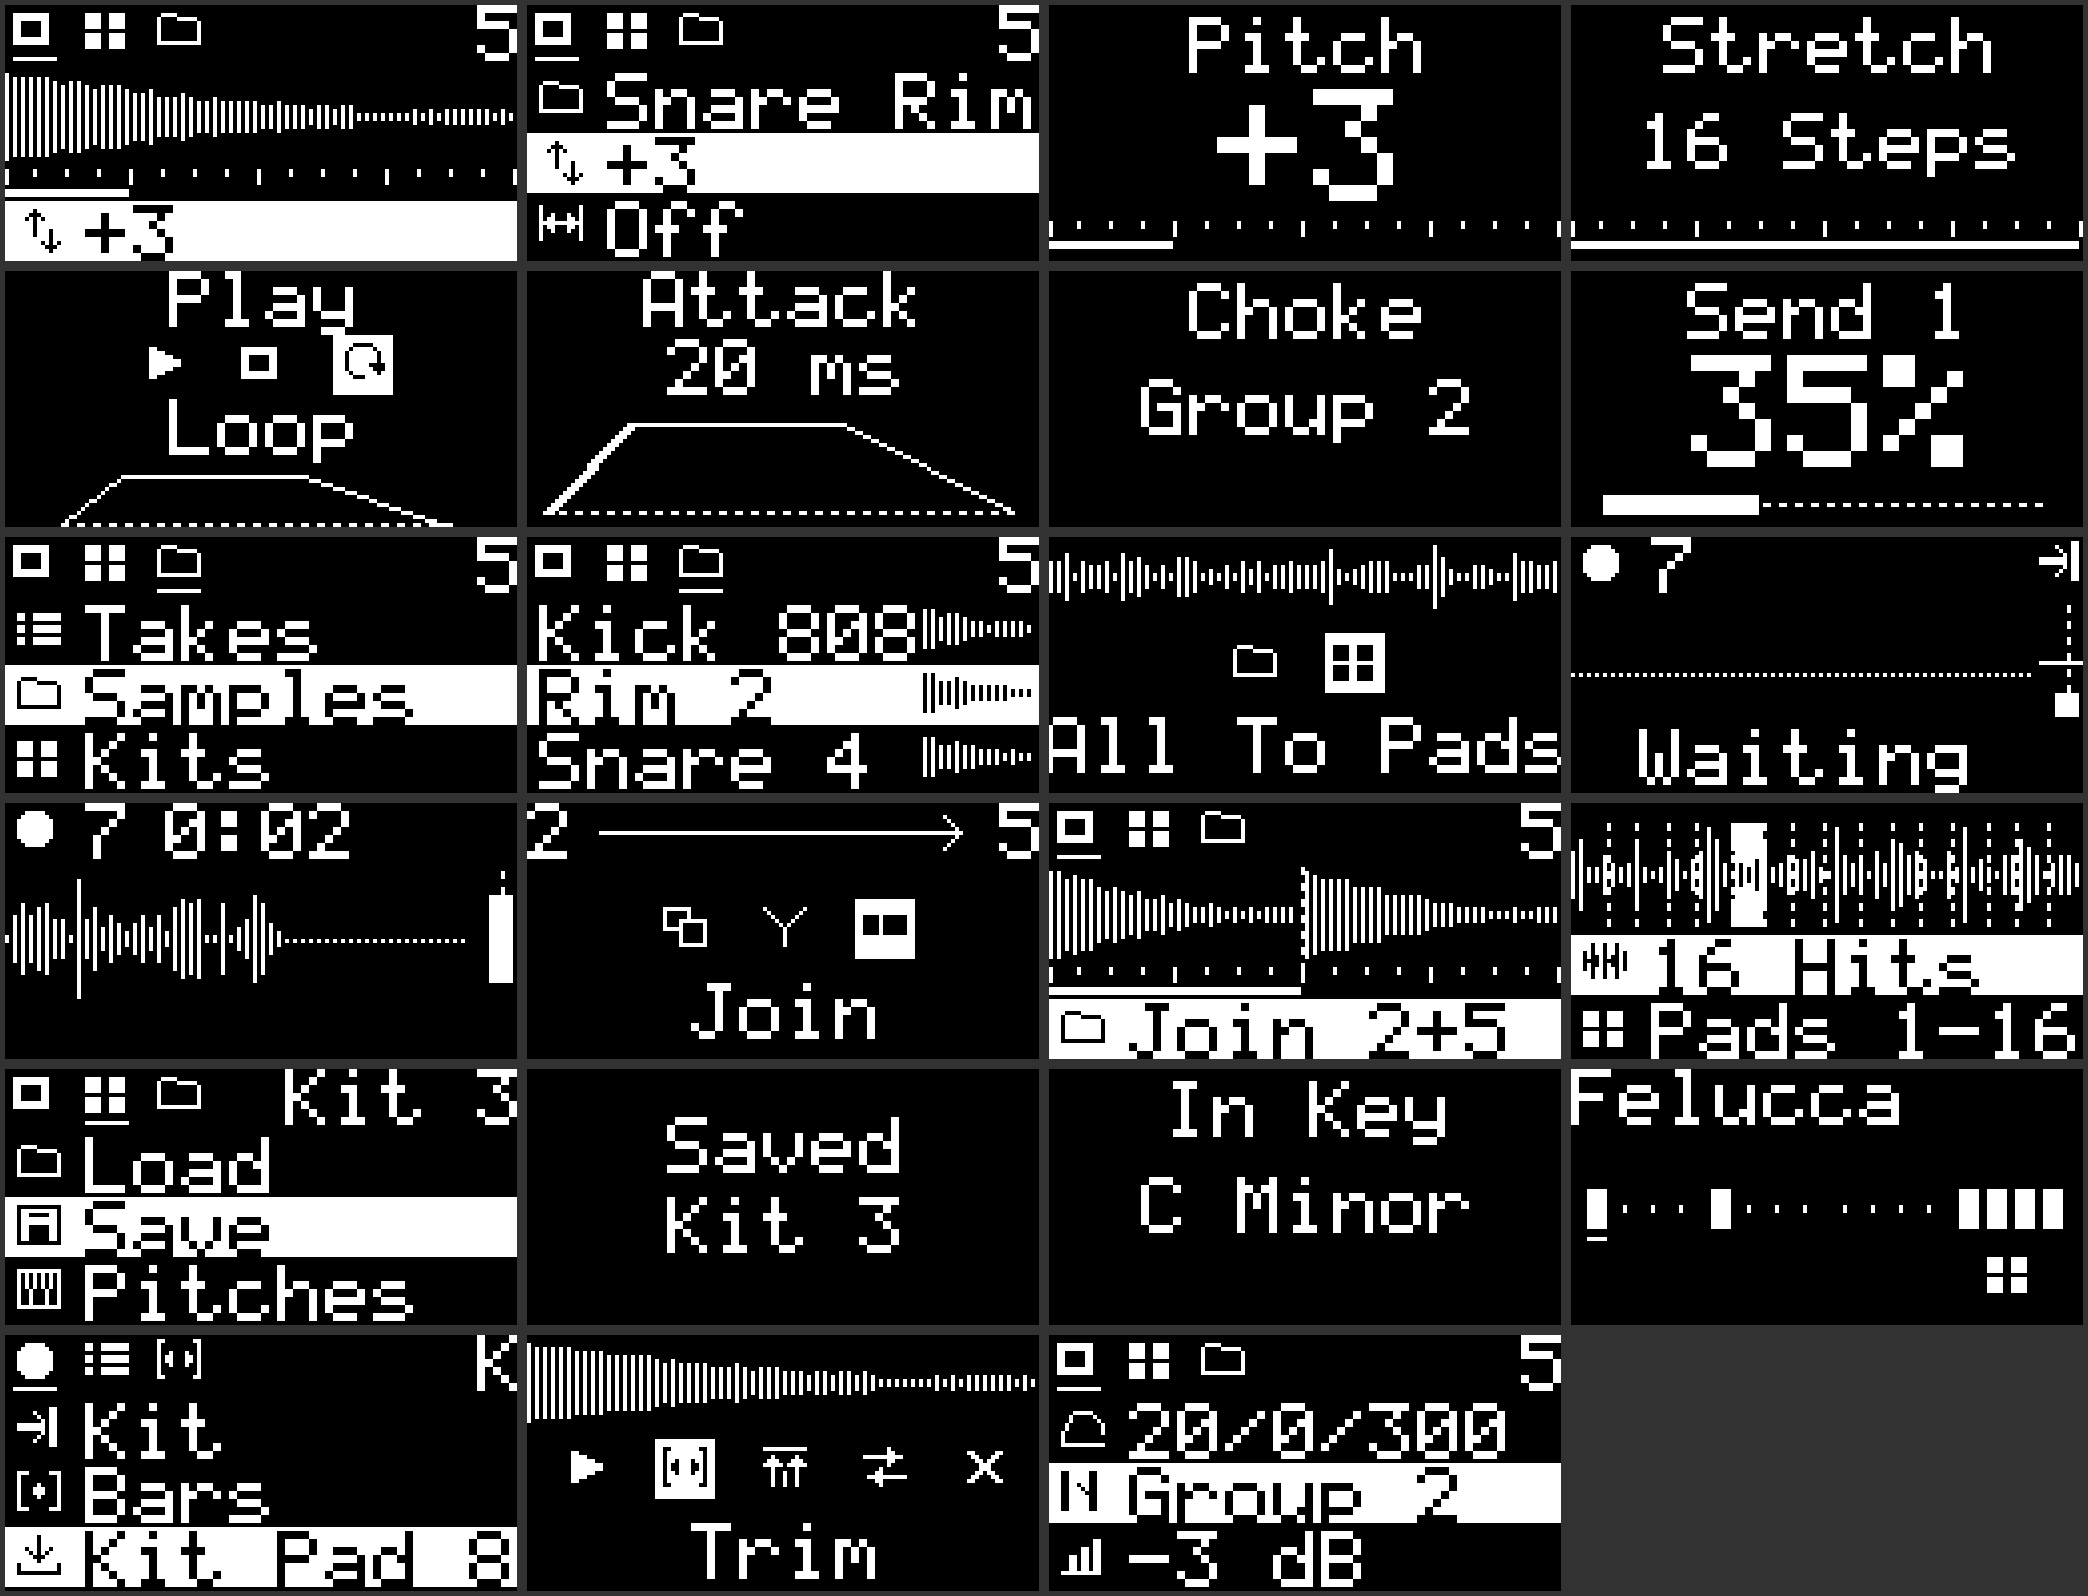 5
+3
5
Snare Rim
+3
Off
Pitch
+3
Stretch
16 Steps
Play
Loop
Attack
20 ms
Choke
Group 2
Send 1
35%
5
Takes
Samples
Kits
5
Kick 808
Rim 2
Snare 4
All To Pads
7
Waiting
7 0:02
2 5
Join
5
Join 2+5
16 Hits
Pads 1-16
Kit 3
Load
Save
Pitches
Saved
Kit 3
In Key
C Minor
Felucca
K
Kit
Bars
Kit Pad 8
Trim
5
20/0/300
Group 2
-3 dB